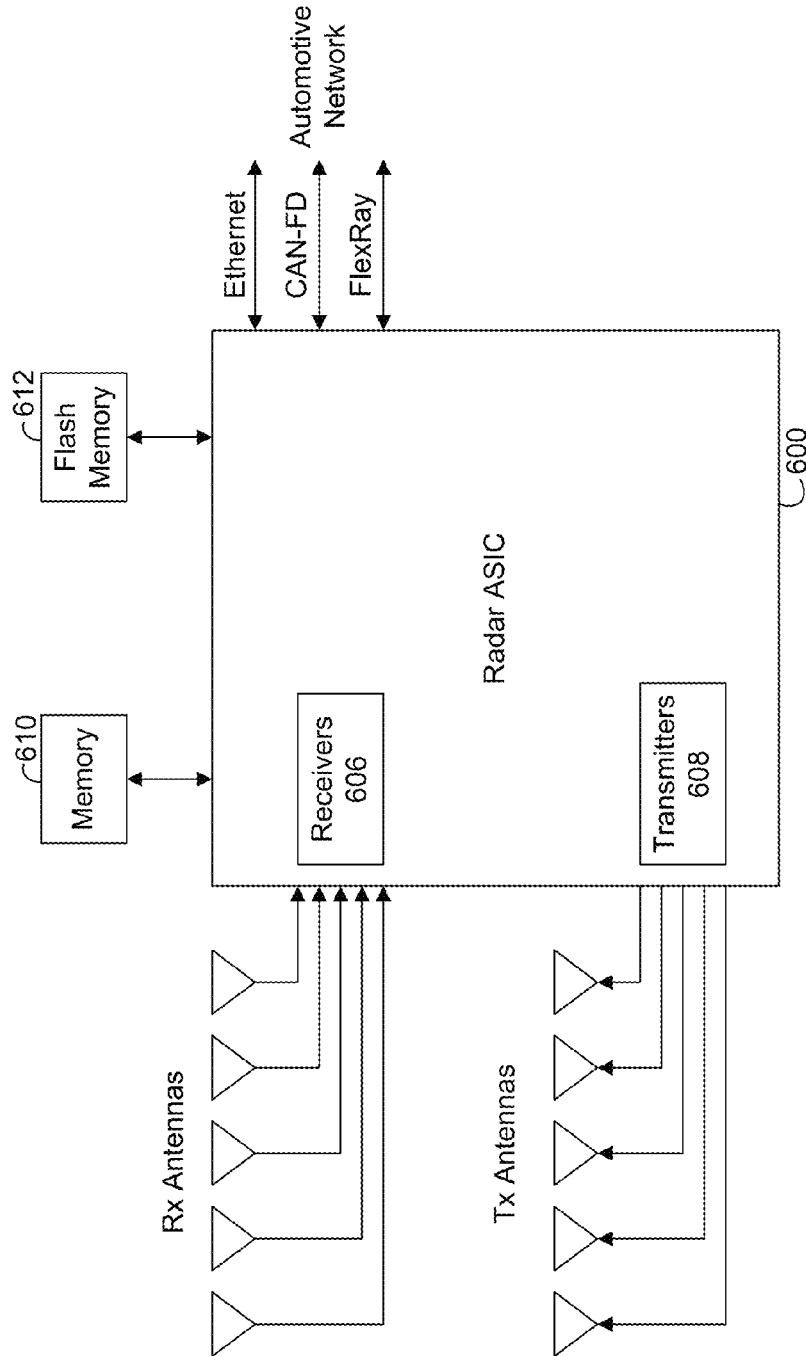 610
612
Memory
Flash
Memory
Rx Antennas
Receivers
606
Ethernet
CAN-FD
FlexRay
Automotive
Network
Radar ASIC
Tx Antennas
Transmitters
608
600